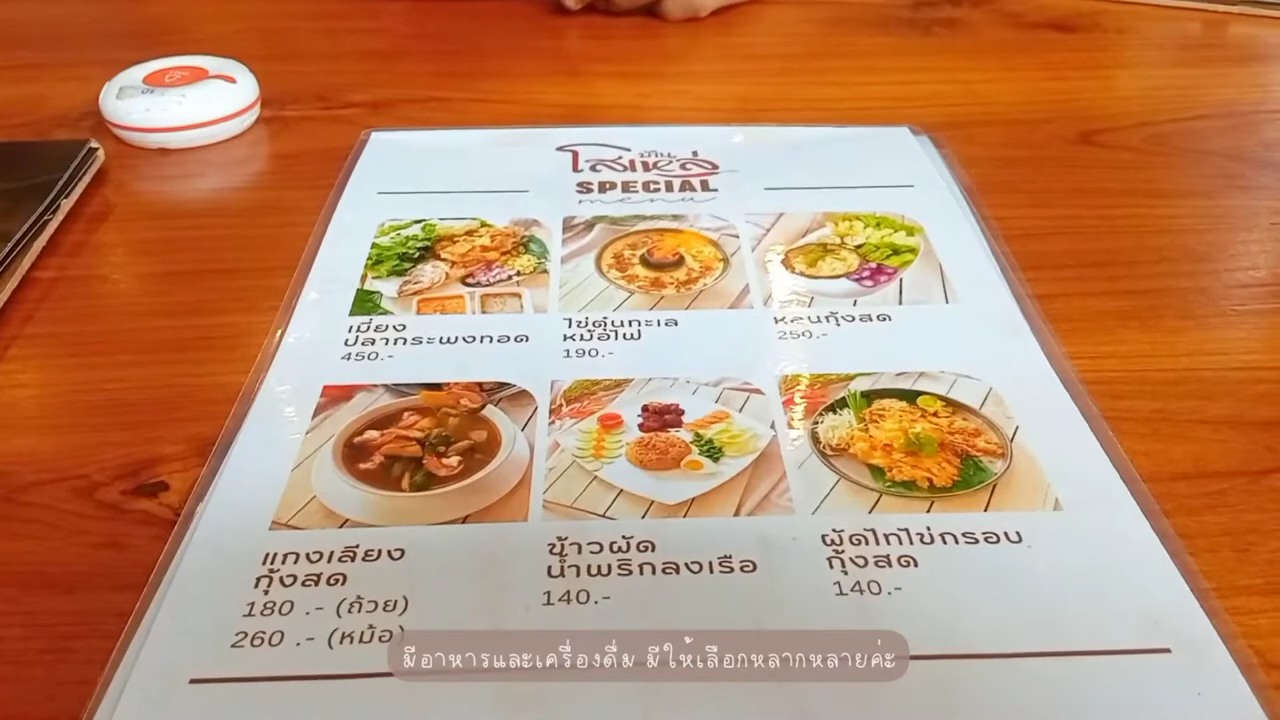 บ้าน
โสเหล่
SPECIAL
menu
เมี่ยง
ปลากระพงทอด
450.-
ไข่ตุ๋นทะเล
หม้อไฟ
190.-
หลนกุ้งสด
250.-
แกงเลียง
กุ้งสด
180 .- (ถ้วย)
260 .- (หม้อ)
ข้าวผัด
น้ำพริกลงเรือ
140.-
ผัดไทไข่กรอบ
กุ้งสด
140.-
มีอาหารและเครื่องดื่ม มีให้เลือกหลากหลายค่ะ